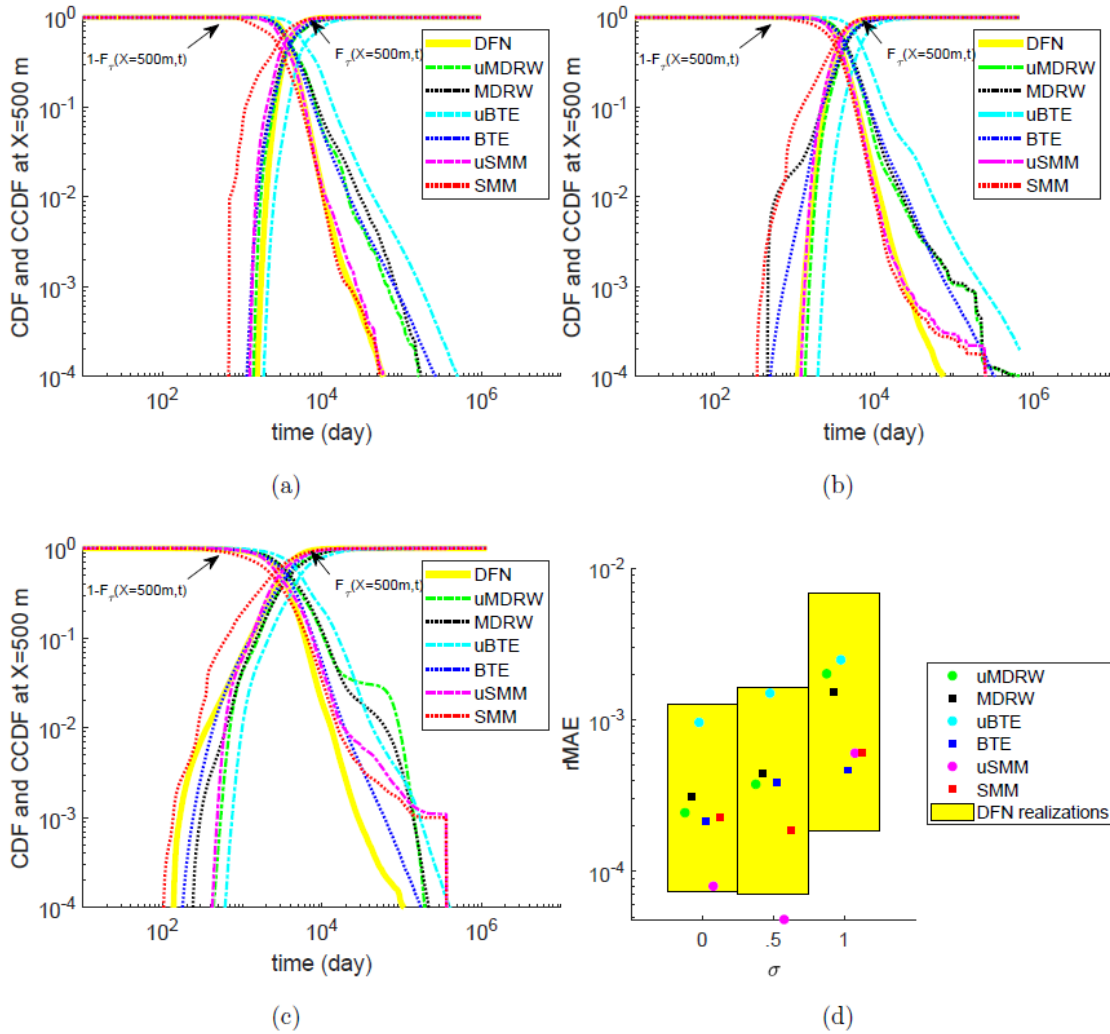 CDF and CCDF at X=500 m
10^0
10^-1
10^-2
10^-3
10^-4
10^2
10^4
10^6
time (day)
1-F_τ(X=500m,t)
F_τ(X=500m,t)
DFN
uMDRW
MDRW
uBTE
BTE
uSMM
SMM
(a)
CDF and CCDF at X=500 m
10^0
10^-1
10^-2
10^-3
10^-4
10^2
10^4
10^6
time (day)
1-F_τ(X=500m,t)
F_τ(X=500m,t)
DFN
uMDRW
MDRW
uBTE
BTE
uSMM
SMM
(b)
CDF and CCDF at X=500 m
10^0
10^-1
10^-2
10^-3
10^-4
10^2
10^4
10^6
time (day)
1-F_τ(X=500m,t)
F_τ(X=500m,t)
DFN
uMDRW
MDRW
uBTE
BTE
uSMM
SMM
(c)
rMAE
10^-2
10^-3
10^-4
0
.5
1
σ
uMDRW
MDRW
uBTE
BTE
uSMM
SMM
DFN realizations
(d)